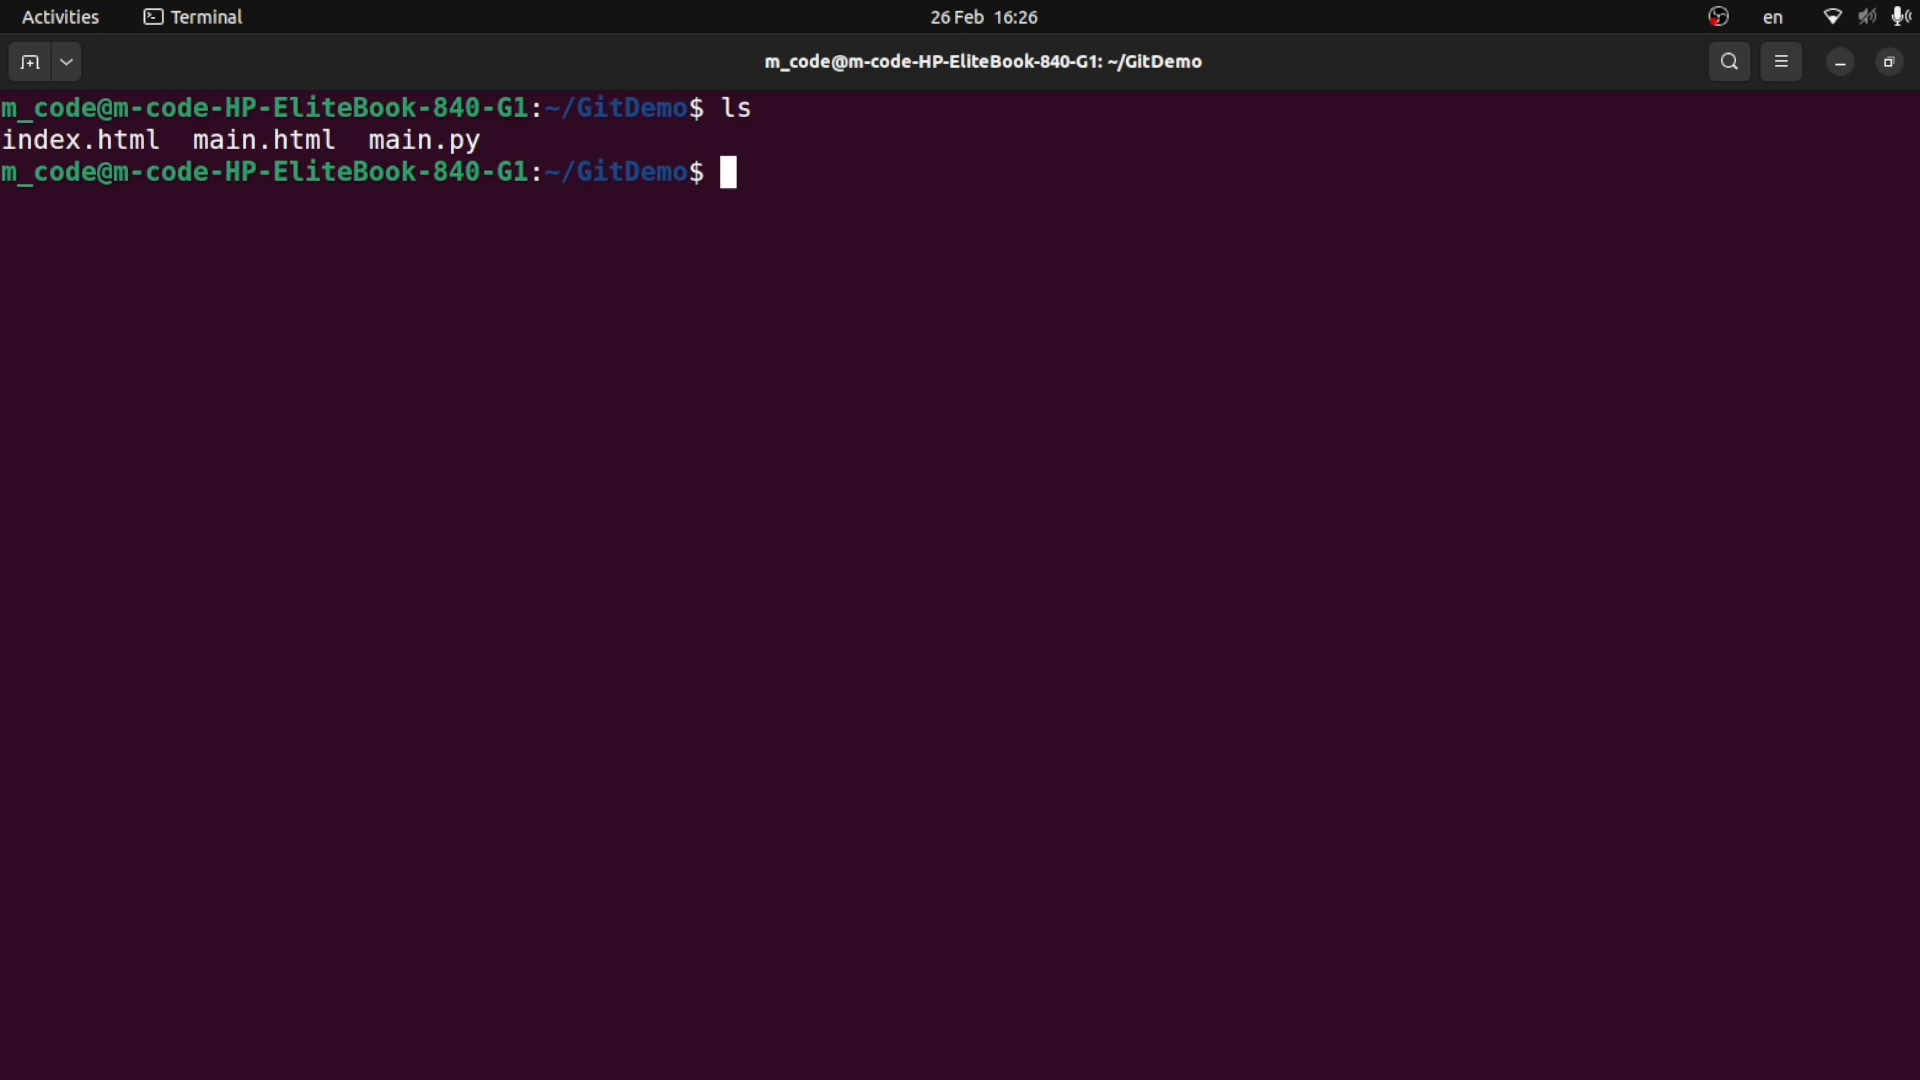 Activities Terminal 26 Feb 16:26 en
m_code@m-code-HP-EliteBook-840-G1: ~/GitDemo
m_code@m-code-HP-EliteBook-840-G1:~/GitDemo$ ls
index.html main.html main.py
m_code@m-code-HP-EliteBook-840-G1:~/GitDemo$